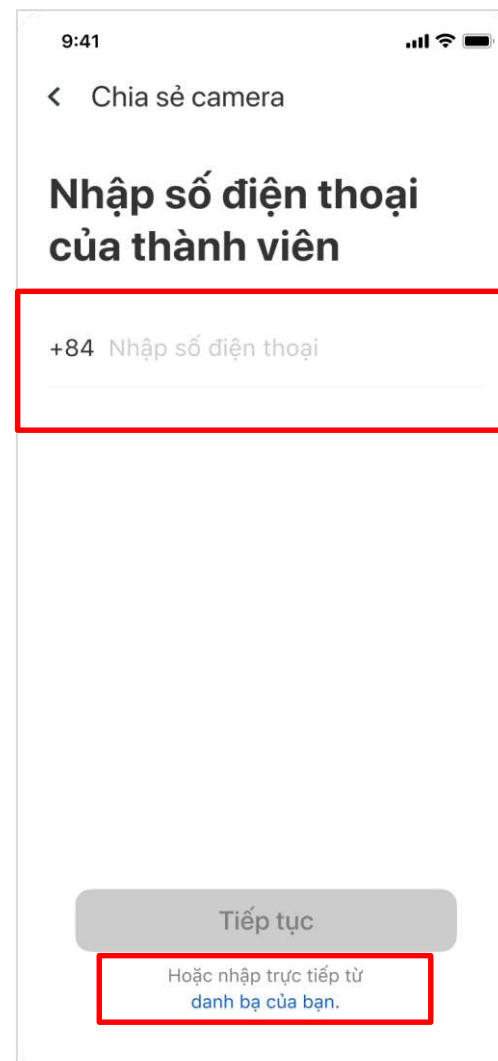 9:41
Chia sẻ camera
Nhập số điện thoại
của thành viên
+84 Nhập số điện thoại
Tiếp tục
Hoặc nhập trực tiếp từ
danh bạ của bạn.